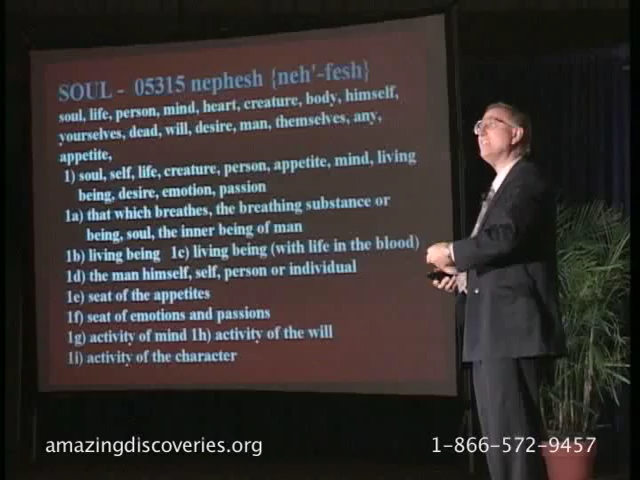 SOUL - 05315 nephesh {neh'-fesh}
soul, life, person, mind, heart, creature, body, himself,
yourselves, dead, will, desire, man, themselves, any,
appetite,
1) soul, self, life, creature, person, appetite, mind, living
being, desire, emotion, passion
1a) that which breathes, the breathing substance or
being, soul, the inner being of man
1b) living being 1c) living being (with life in the blood)
1d) the man himself, self, person or individual
1e) seat of the appetites
1f) seat of emotions and passions
1g) activity of mind 1h) activity of the will
1i) activity of the character
amazingdiscoveries.org
1-866-572-9457